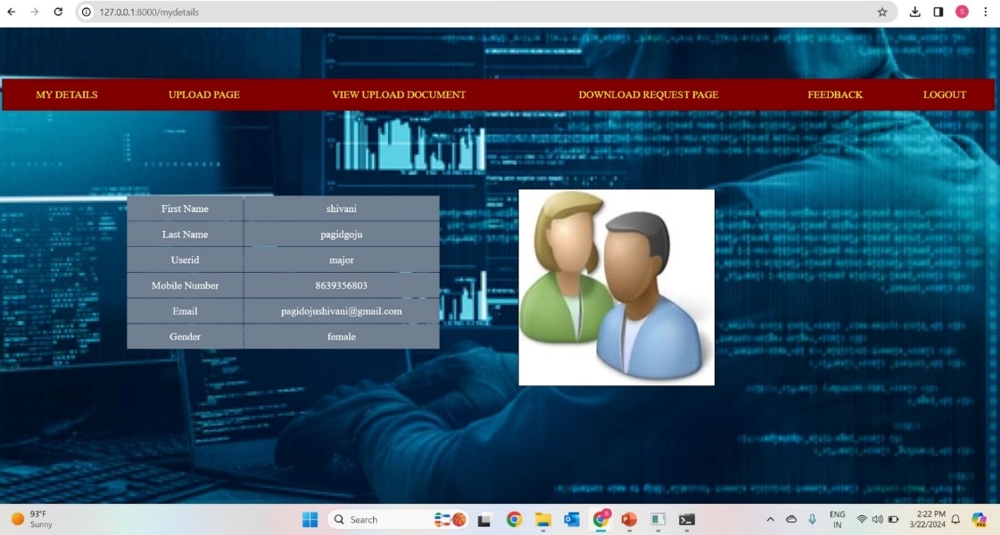 127.0.0.1:8000/mydetails
S
MY DETAILS UPLOAD PAGE VIEW UPLOAD DOCUMENT DOWNLOAD REQUEST PAGE FEEDBACK LOGOUT
First Name shivani
Last Name pagidgoju
Userid major
Mobile Number 8639356803
Email pagidojushivani@gmail.com
Gender female
93°F
Sunny
Search
ENG
IN
2:22 PM
3/22/2024
PRE